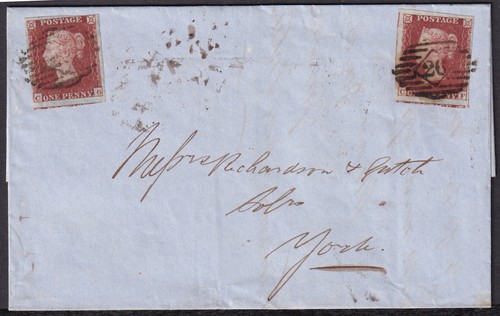 POSTAGE
ONE PENNY
POSTAGE
Messrs Richardson & Gutch
Solrs
York.